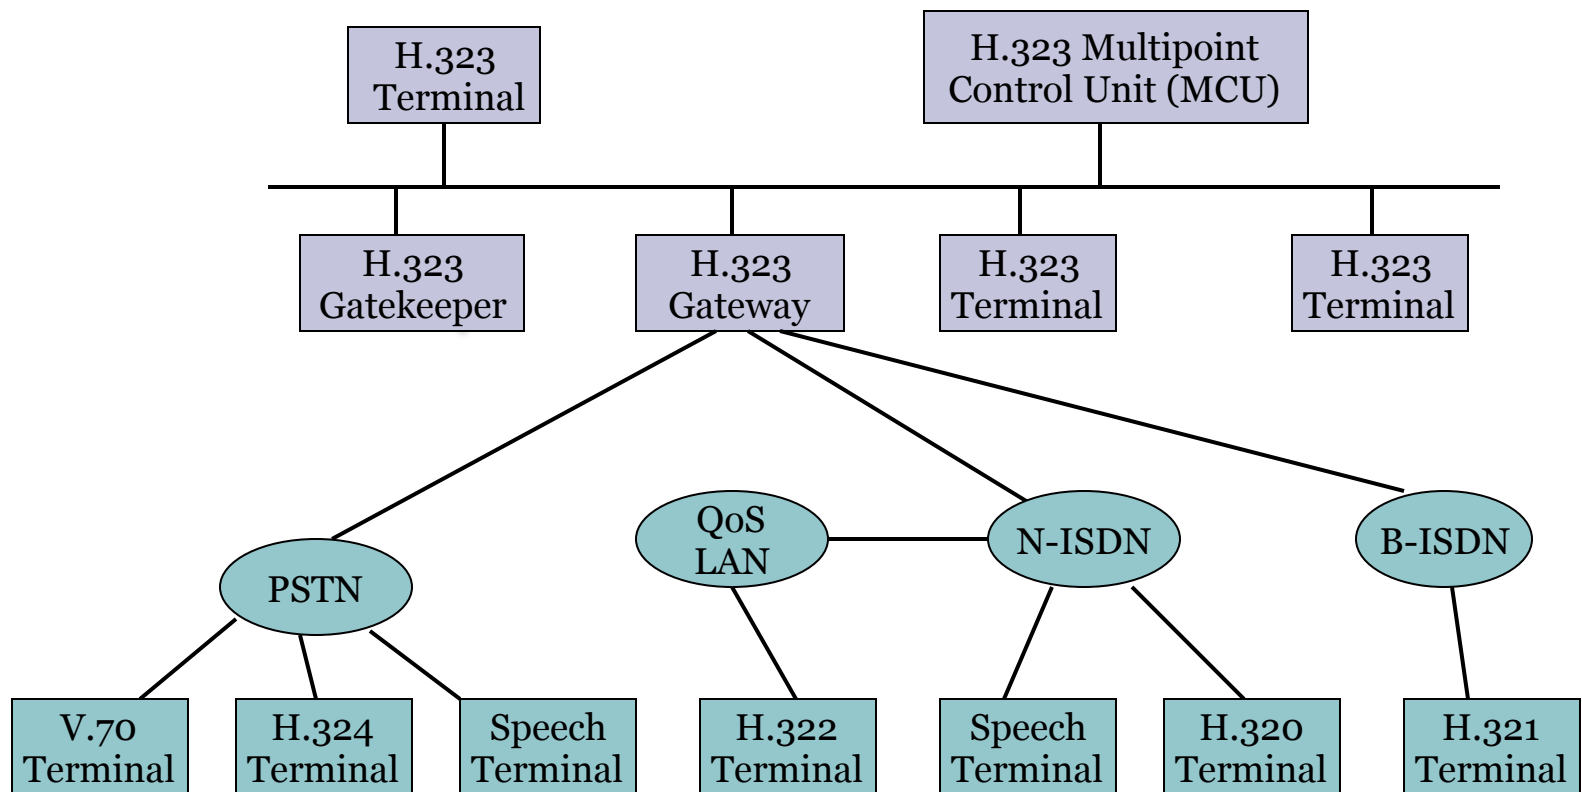 H.323
Terminal
H.323 Multipoint
Control Unit (MCU)
H.323
Gatekeeper
H.323
Gateway
H.323
Terminal
H.323
Terminal
QoS
LAN
N-ISDN
B-ISDN
PSTN
V.70
Terminal
H.324
Terminal
Speech
Terminal
H.322
Terminal
Speech
Terminal
H.320
Terminal
H.321
Terminal